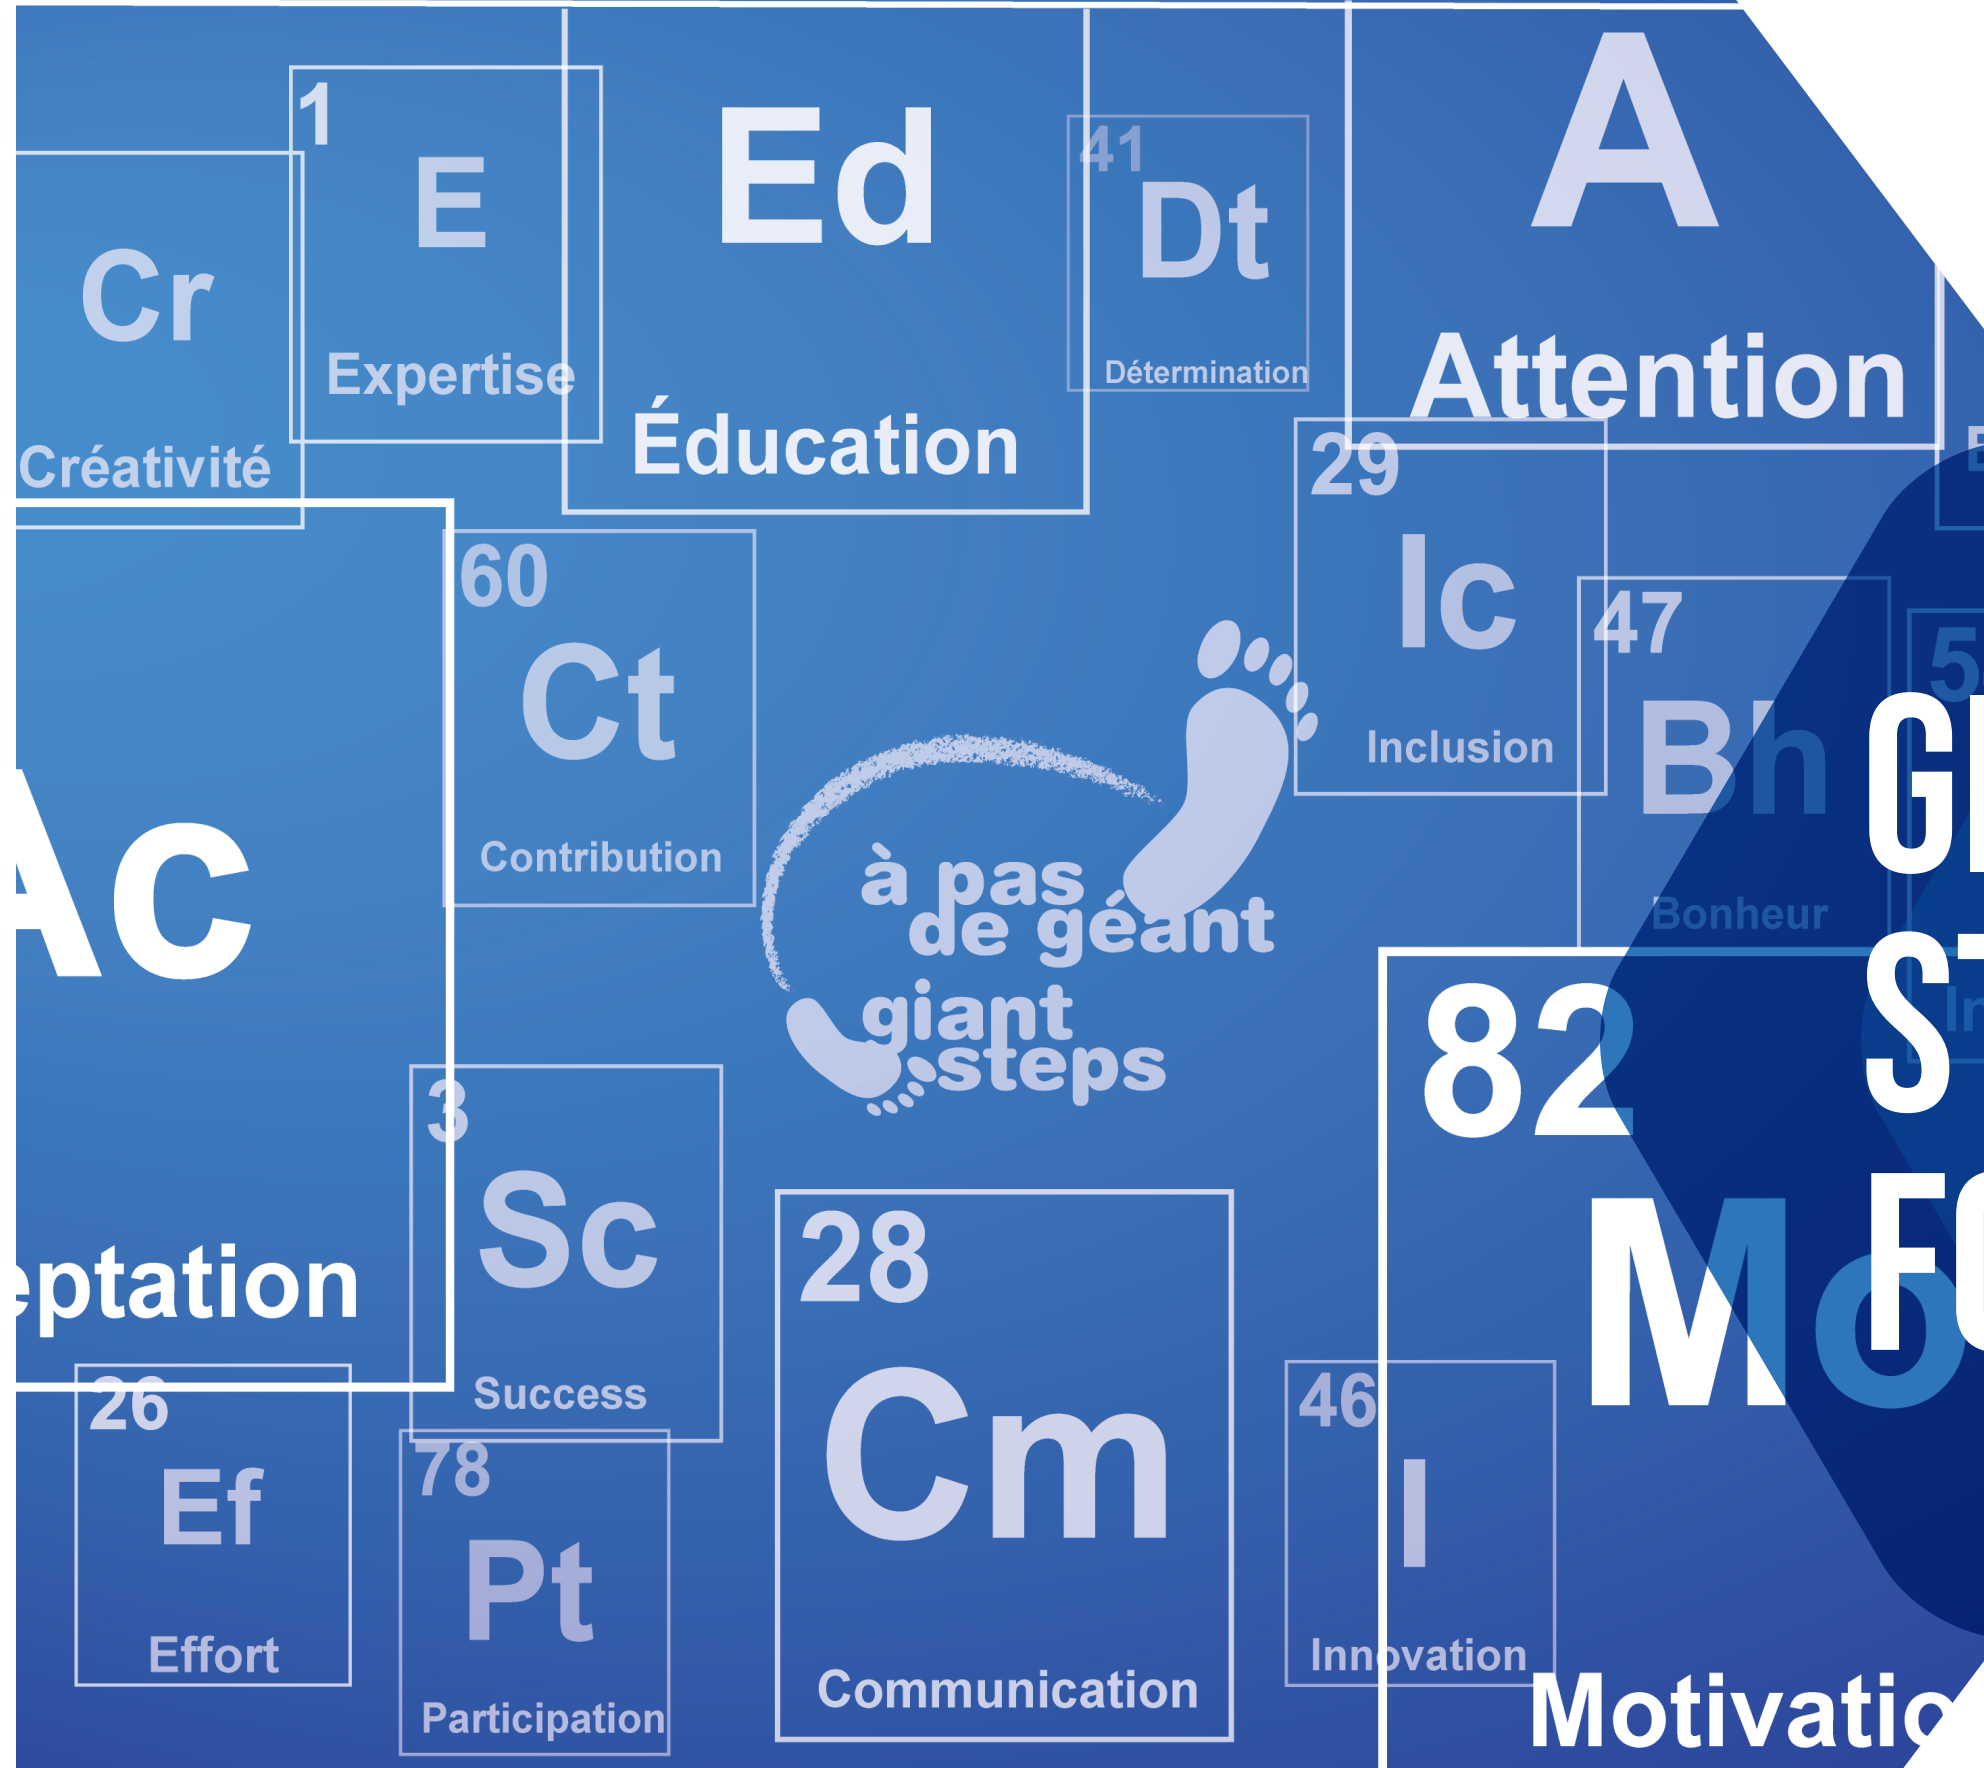 1
E
Expertise
Ed
Éducation
41
Dt
Détermination
A
Attention
Cr
Créativité
29
Ic
Inclusion
60
Ct
Contribution
47
Bh
Bonheur
5
Ac
eptation
à pas
de géant
giant
steps
82
Mo
Motivatio
G
S
FO
3
Sc
Success
28
Cm
Communication
26
Ef
Effort
78
Pt
Participation
46
I
Innovation